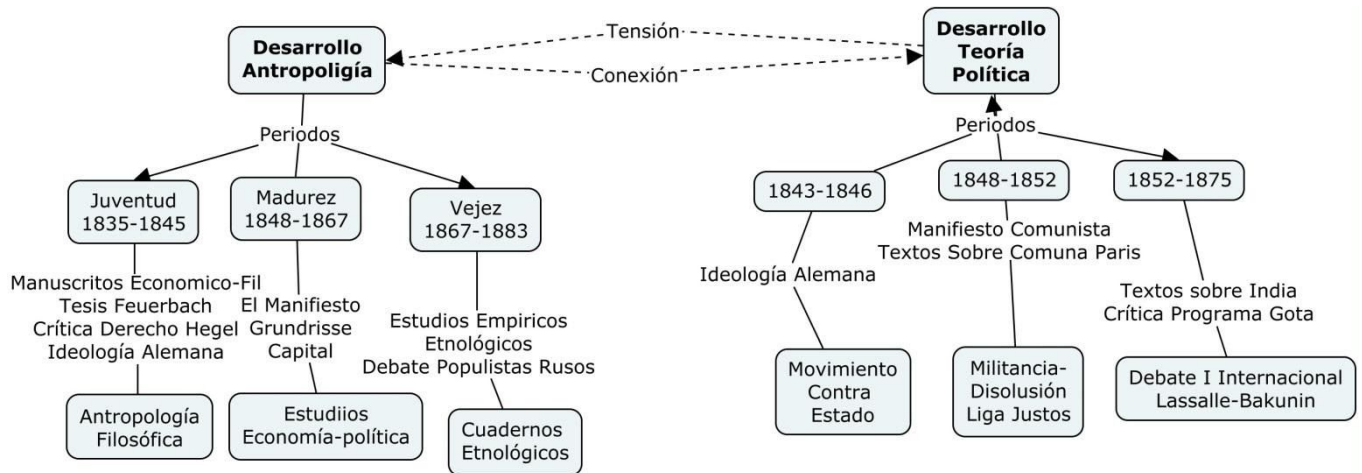 Desarrollo
Antropoligía
Tensión
Conexión
Desarrollo
Teoría
Política
Periodos
Juventud
1835-1845
Madurez
1848-1867
Vejez
1867-1883
Manuscritos Economico-Fil
Tesis Feuerbach
Crítica Derecho Hegel
Ideología Alemana
El Manifiesto
Grundrisse
Capital
Estudios Empiricos
Etnológicos
Debate Populistas Rusos
Antropología
Filosófica
Estudiios
Economía-política
Cuadernos
Etnológicos
Periodos
1843-1846
1848-1852
1852-1875
Ideología Alemana
Manifesto Comunista
Textos Sobre Comuna Paris
Textos sobre India
Crítica Programa Gota
Movimiento
Contra
Estado
Militancia-
Disolusión
Liga Justos
Debate I Internacional
Lassalle-Bakunin